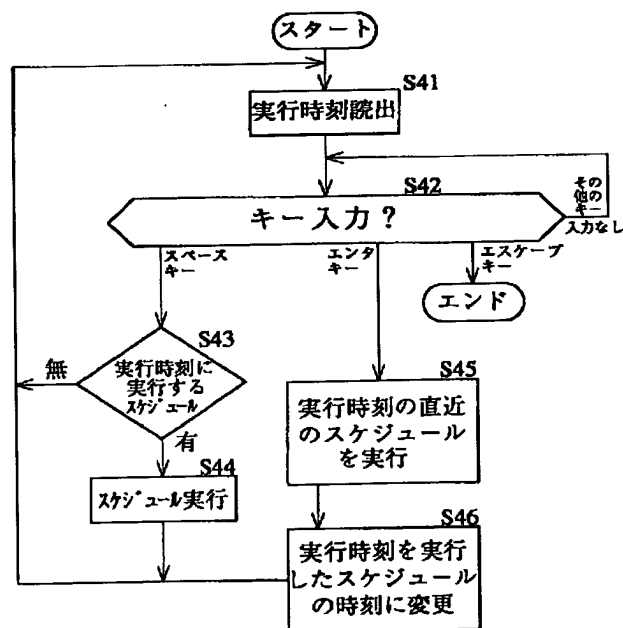 スタート
S41
実行時刻読出
S42
キー入力？
その
他の
キー
入力なし
スペース
キー
エンタ
キー
エスケープ
キー
エンド
S43
実行時刻に
実行する
スケジュール
無
有
S44
スケジュール実行
S45
実行時刻の直近
のスケジュール
を実行
S46
実行時刻を実行
したスケジュール
の時刻に変更